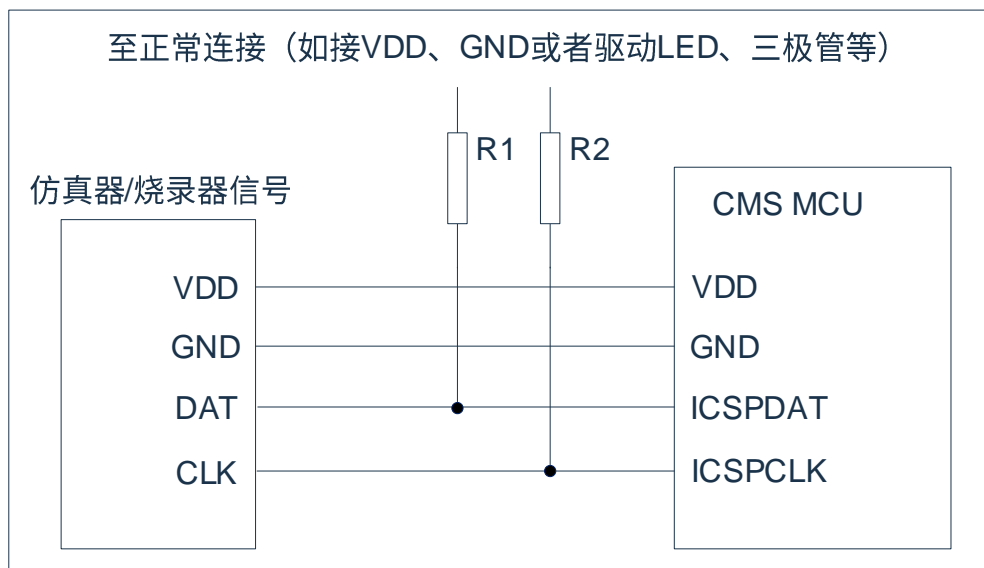 至正常连接（如接VDD、GND或者驱动LED、三极管等）
R1
R2
仿真器/烧录器信号
CMS MCU
VDD
VDD
GND
GND
DAT
ICSPDAT
CLK
ICSPCLK